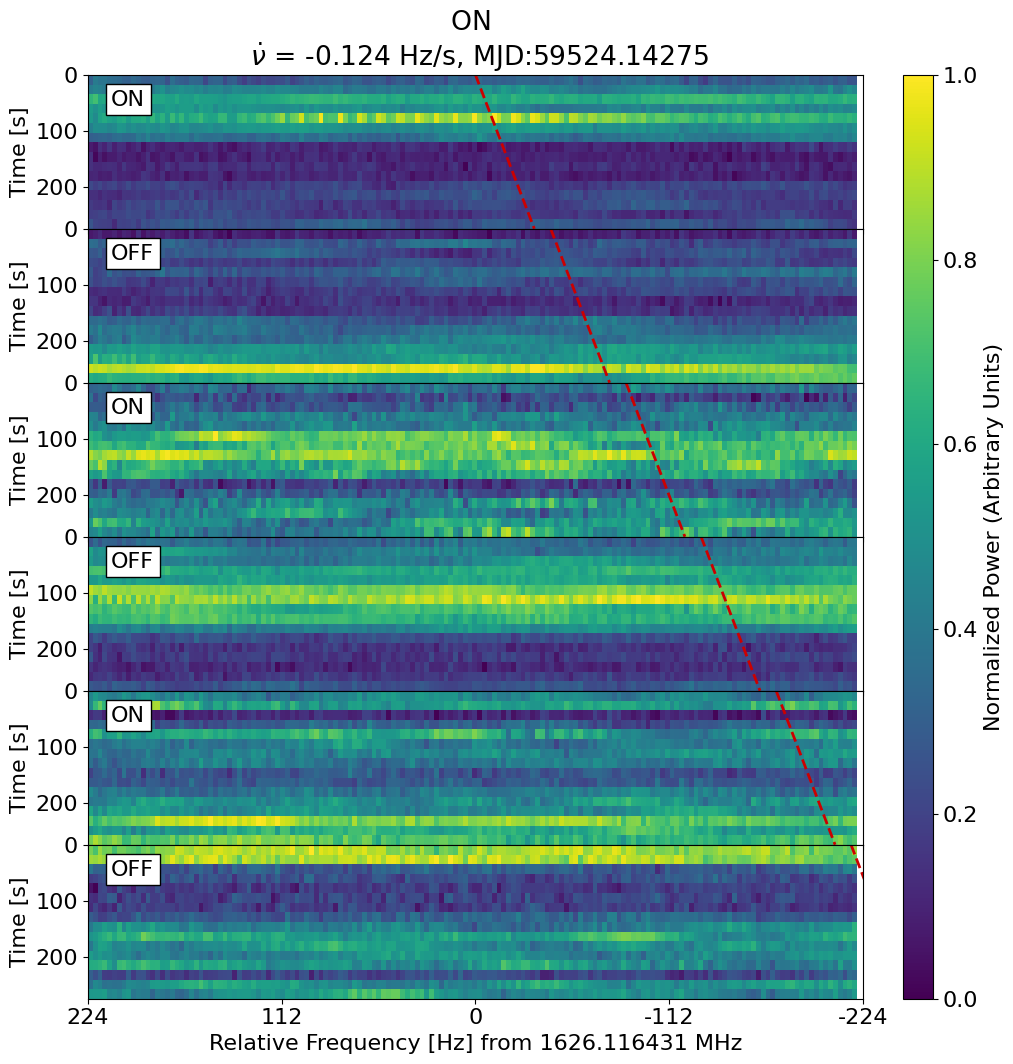 ON
ν̇ = -0.124 Hz/s, MJD:59524.14275
0
ON
Time [s]
100
200
0
OFF
Time [s]
100
200
0
ON
Time [s]
100
200
0
OFF
Time [s]
100
200
0
ON
Time [s]
100
200
0
OFF
Time [s]
100
200
224 112 0 -112 -224
Relative Frequency [Hz] from 1626.116431 MHz
1.0
0.8
0.6
0.4
0.2
0.0
Normalized Power (Arbitrary Units)